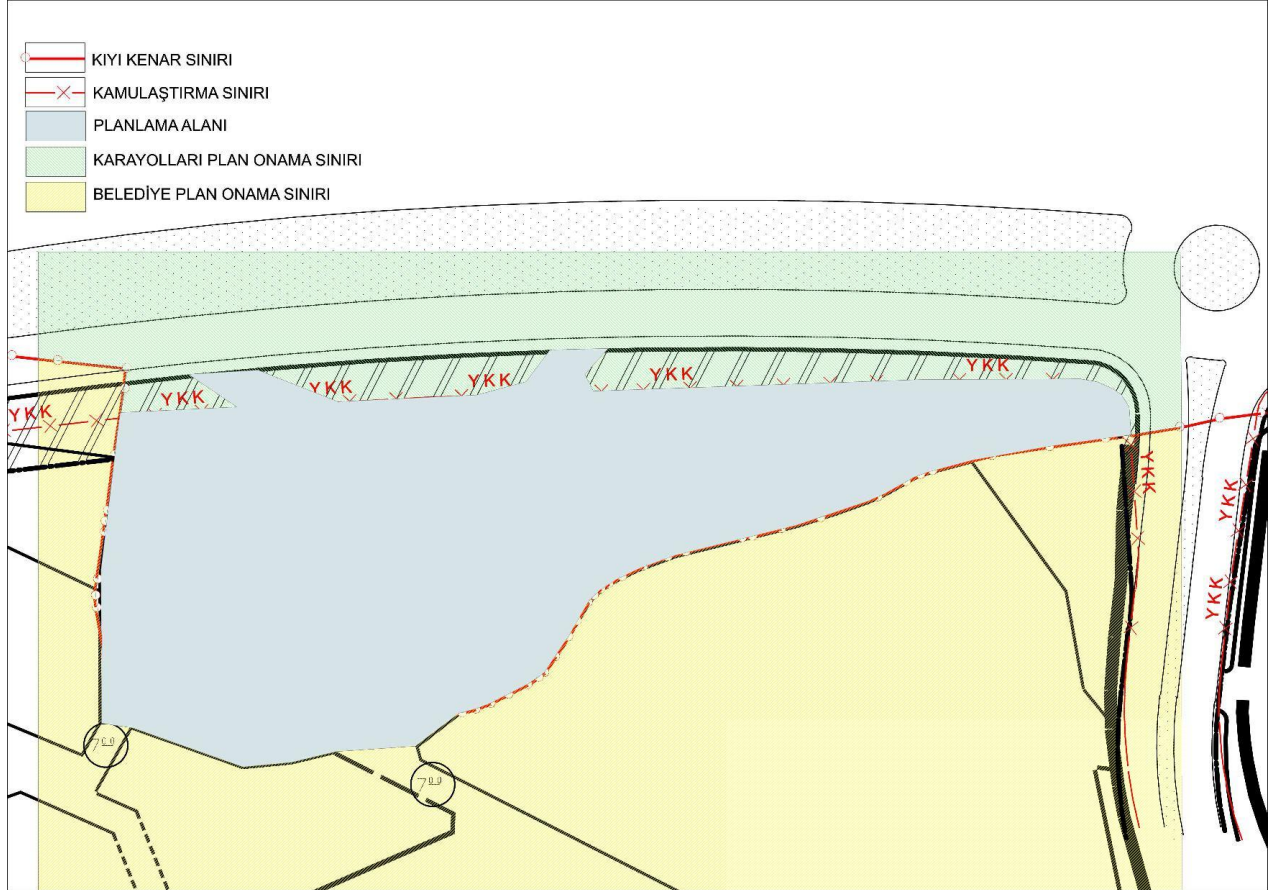 KIYI KENAR SINIRI
KAMULAŞTIRMA SINIRI
PLANLAMA ALANI
KARAYOLLARI PLAN ONAMA SINIRI
BELEDİYE PLAN ONAMA SINIRI
YKK
YKK
YKK
YKK
YKK
YKK
YKK
YKK
YKK
7⁰⁰
7⁰⁰